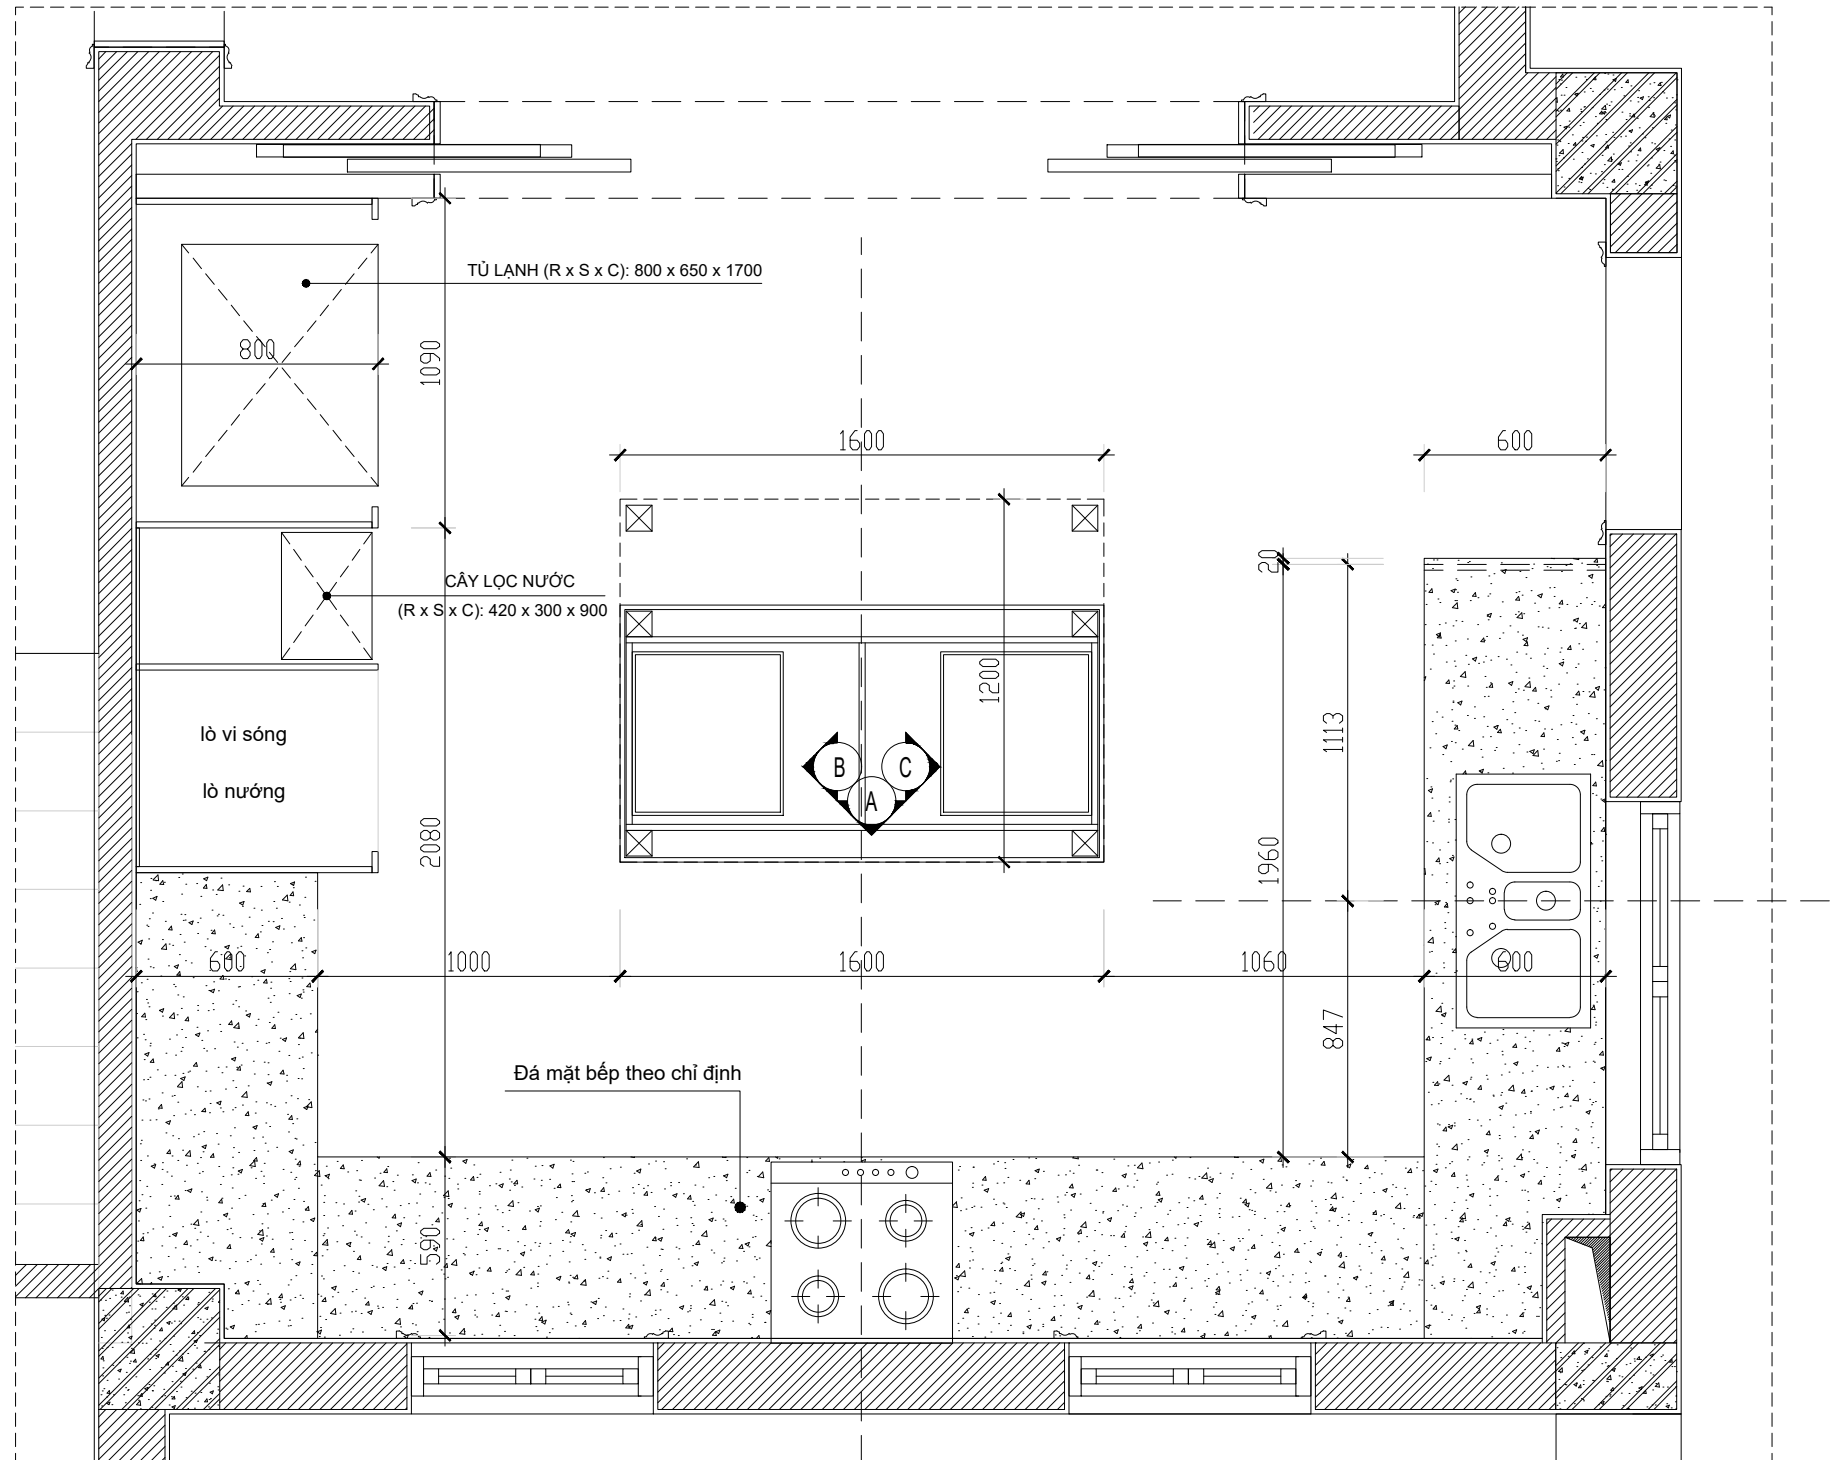 TỦ LẠNH (R x S x C): 800 x 650 x 1700
800
1090
1600
600
20
CÂY LỌC NƯỚC
(R x S x C): 420 x 300 x 900
1200
1113
lò vi sóng
B
C
lò nướng
A
2080
1960
600
1000
1600
1060
600
847
Đá mặt bếp theo chỉ định
590